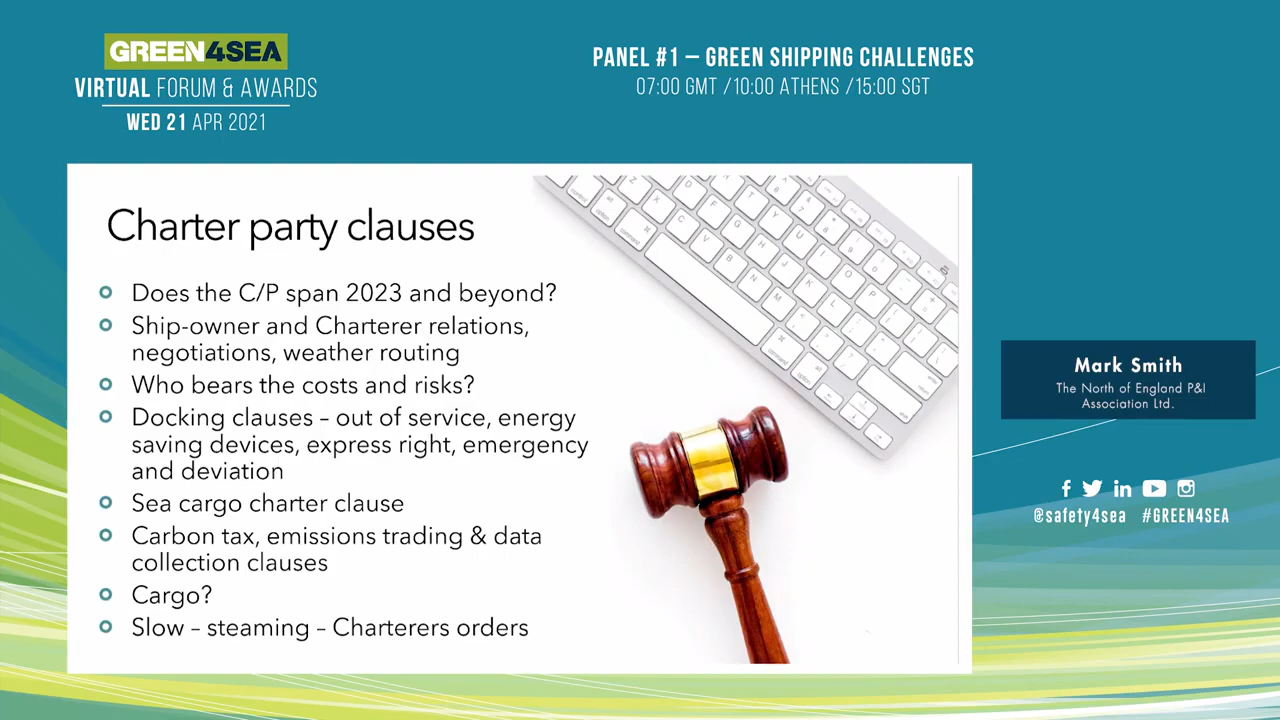 GREEN4SEA
VIRTUAL FORUM & AWARDS
WED 21 APR 2021
PANEL #1 – GREEN SHIPPING CHALLENGES
07:00 GMT /10:00 ATHENS /15:00 SGT
Charter party clauses
Does the C/P span 2023 and beyond?
Ship-owner and Charterer relations,
negotiations, weather routing
Who bears the costs and risks?
Docking clauses – out of service, energy
saving devices, express right, emergency
and deviation
Sea cargo charter clause
Carbon tax, emissions trading & data
collection clauses
Cargo?
Slow – steaming – Charterers orders
Mark Smith
The North of England P&I
Association Ltd.
@safety4sea #GREEN4SEA